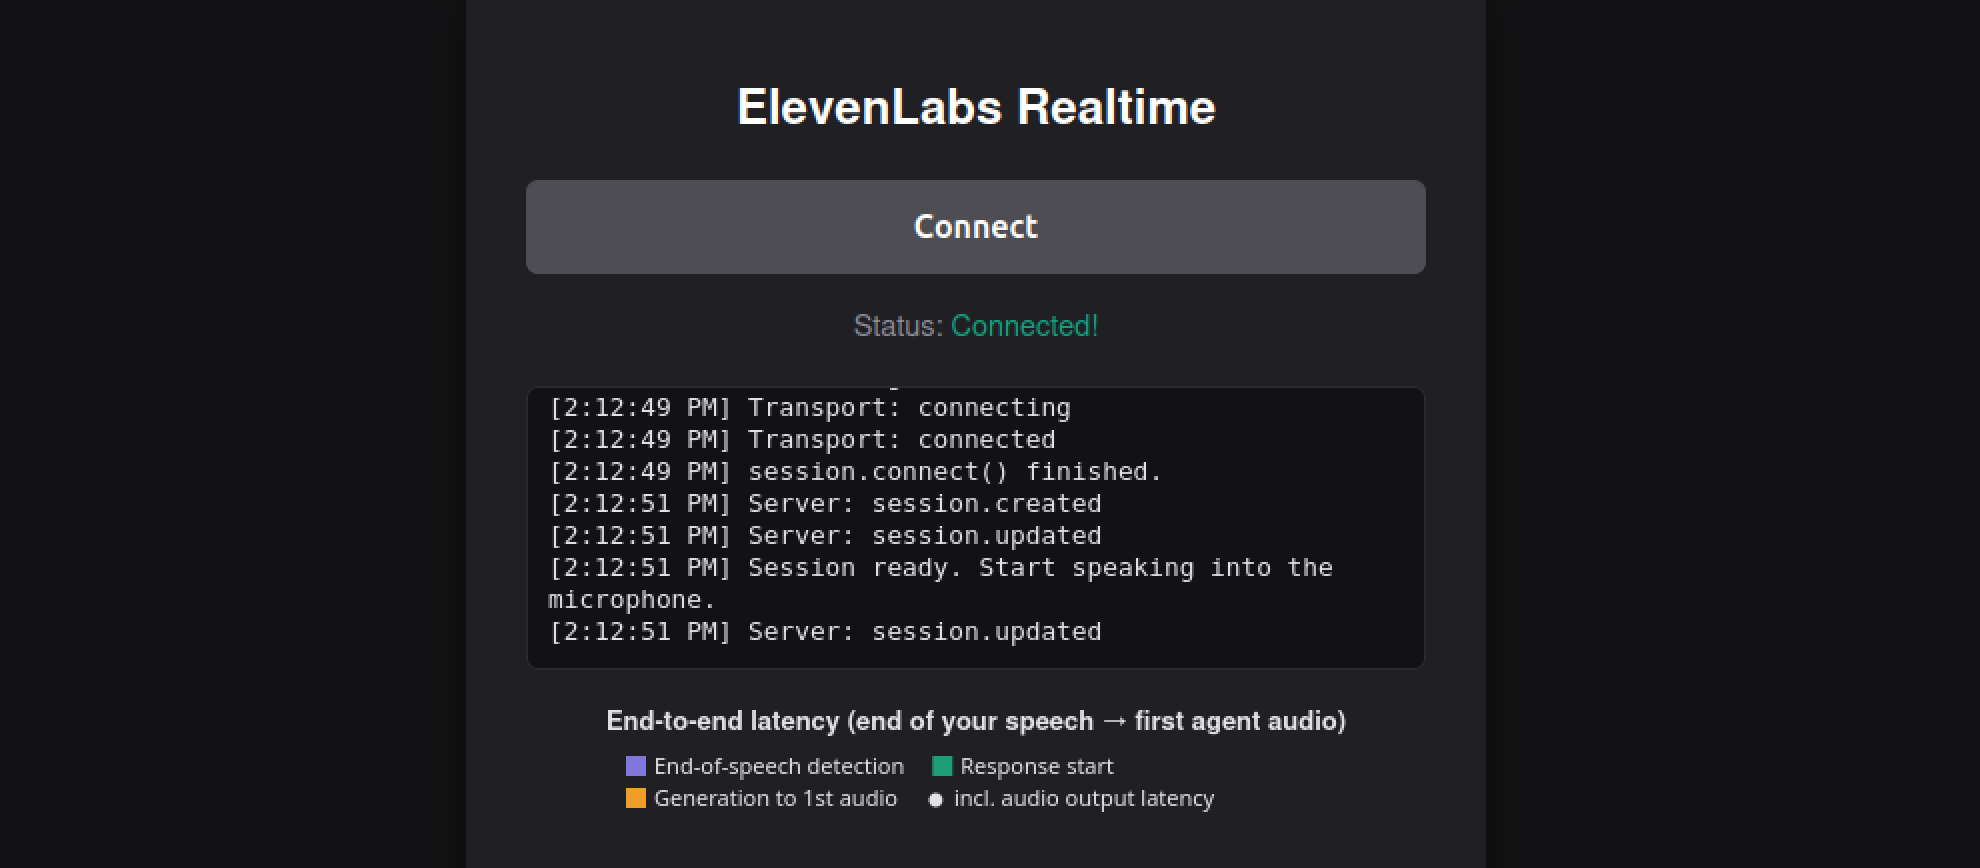 ElevenLabs Realtime
Connect
Status: Connected!
[2:12:49 PM] Transport: connecting
[2:12:49 PM] Transport: connected
[2:12:49 PM] session.connect() finished.
[2:12:51 PM] Server: session.created
[2:12:51 PM] Server: session.updated
[2:12:51 PM] Session ready. Start speaking into the
microphone.
[2:12:51 PM] Server: session.updated
End-to-end latency (end of your speech → first agent audio)
End-of-speech detection Response start
Generation to 1st audio incl. audio output latency